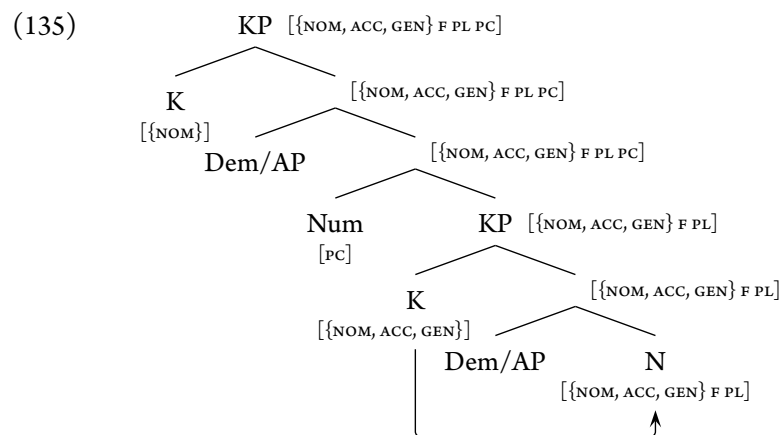 (135)
KP [{NOM, ACC, GEN} F PL PC]
K [{NOM, ACC, GEN} F PL PC]
[{NOM}]
Dem/AP [{NOM, ACC, GEN} F PL PC]
Num KP [{NOM, ACC, GEN} F PL]
[PC]
K [{NOM, ACC, GEN} F PL]
[{NOM, ACC, GEN}]
Dem/AP N
[{NOM, ACC, GEN} F PL]